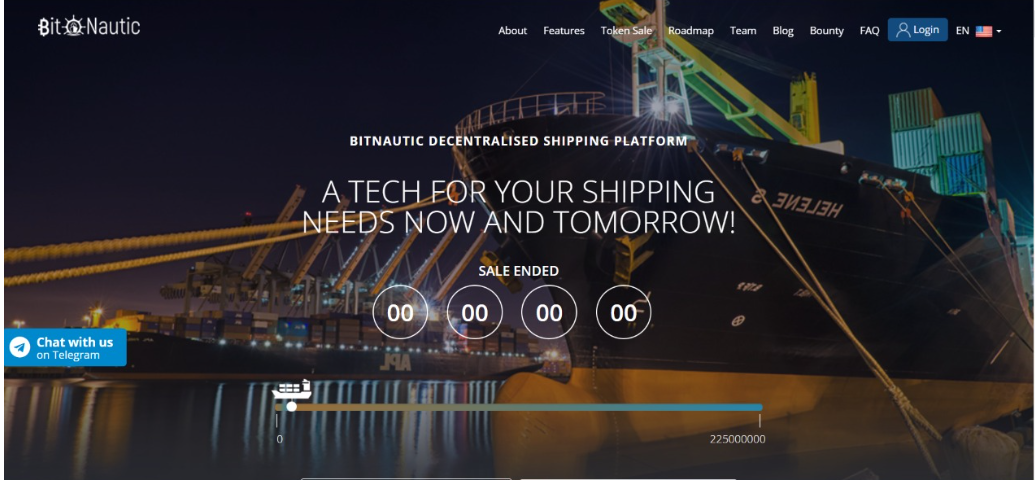 Bit Nautic
About Features Token Sale Roadmap Team Blog Bounty FAQ Login EN
BITNAUTIC DECENTRALISED SHIPPING PLATFORM
A TECH FOR YOUR SHIPPING
NEEDS NOW AND TOMORROW!
HELENE S
SALE ENDED
00 00 00 00
Chat with us
on Telegram
APL
0 225000000